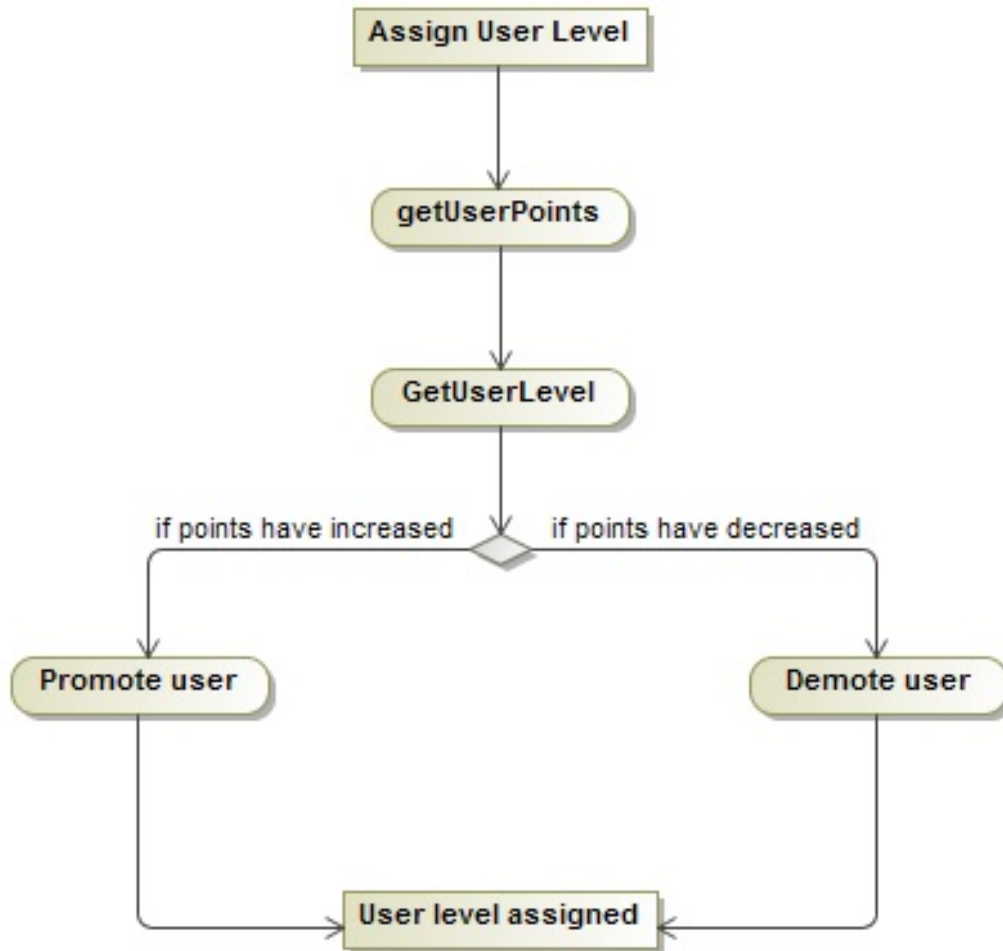 Assign User Level
getUserPoints
GetUserLevel
if points have increased
if points have decreased
Promote user
Demote user
User level assigned